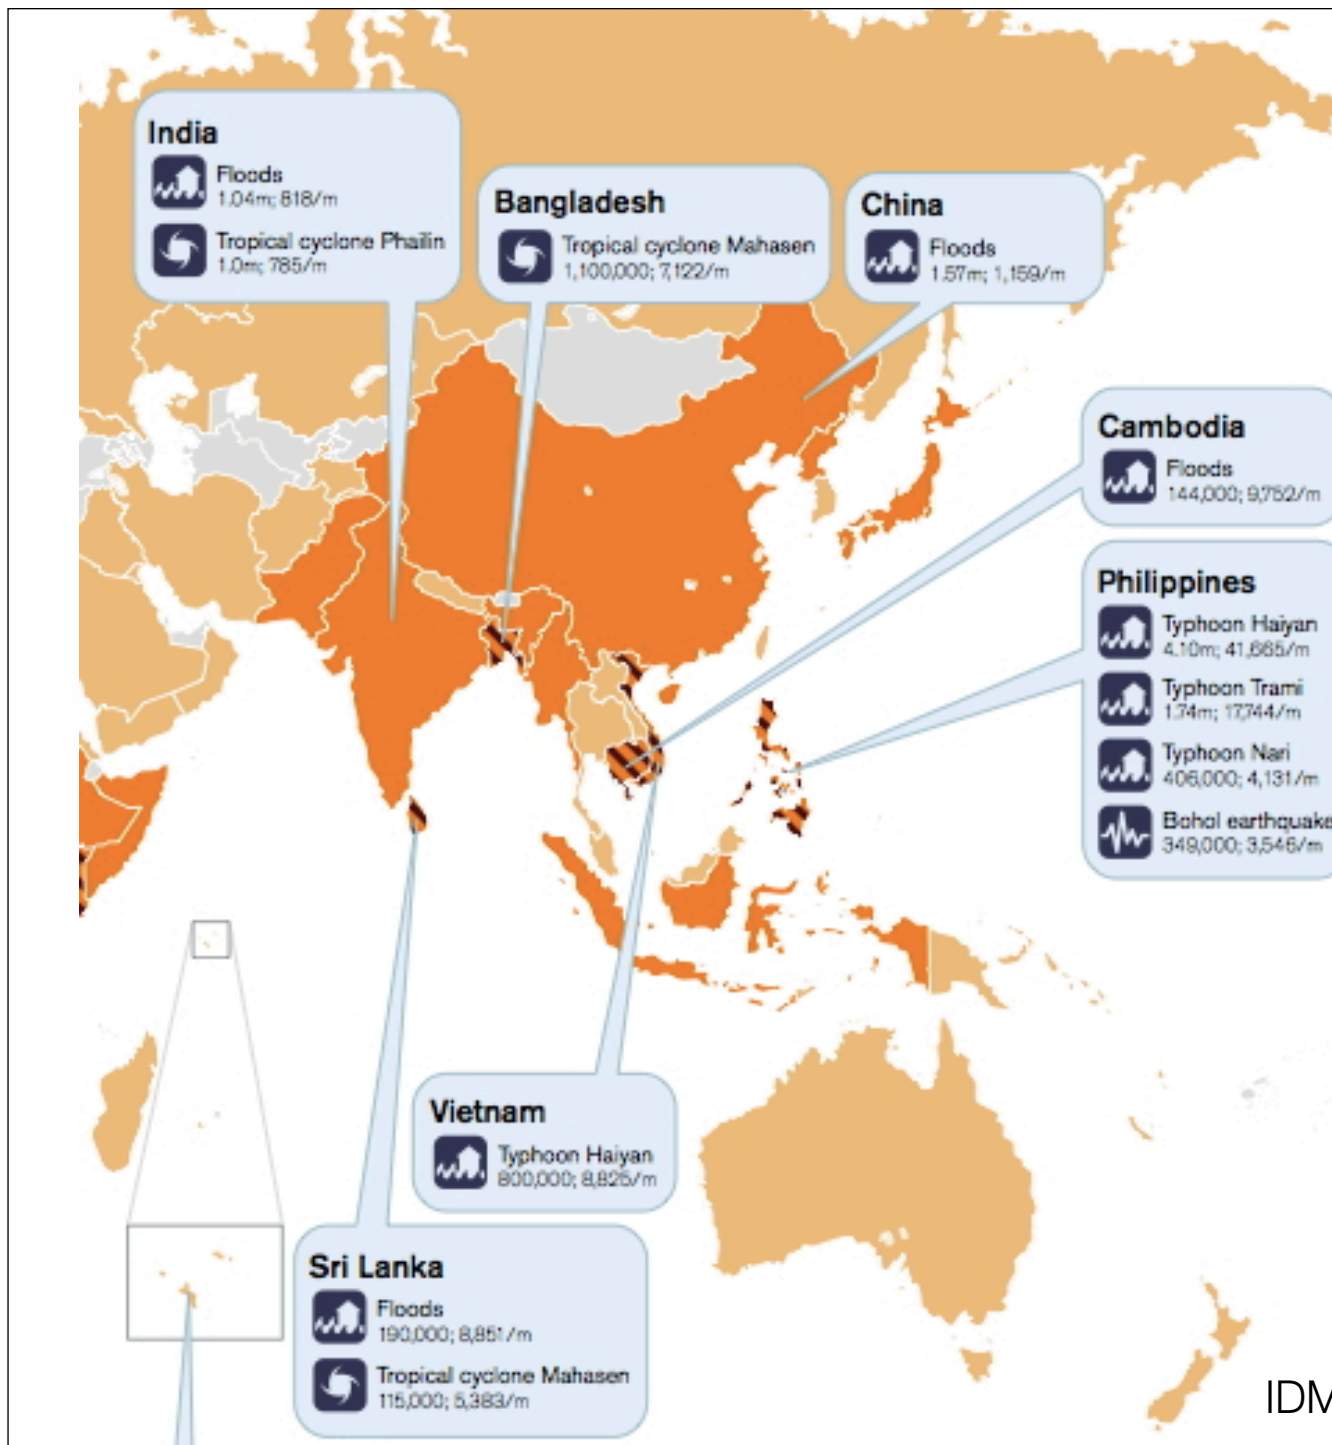 India
Floods
1.04m; 818/m
Tropical cyclone Phailin
1.0m; 785/m
Bangladesh
Tropical cyclone Mahasen
1,100,000; 7,122/m
China
Floods
1.57m; 1,159/m
Cambodia
Floods
144,000; 9,752/m
Philippines
Typhoon Haiyan
4.10m; 41,665/m
Typhoon Trami
1.74m; 17,744/m
Typhoon Nari
406,000; 4,131/m
Bohol earthquake
349,000; 3,546/m
Vietnam
Typhoon Haiyan
800,000; 8,825/m
Sri Lanka
Floods
190,000; 8,851/m
Tropical cyclone Mahasen
115,000; 5,383/m
IDM